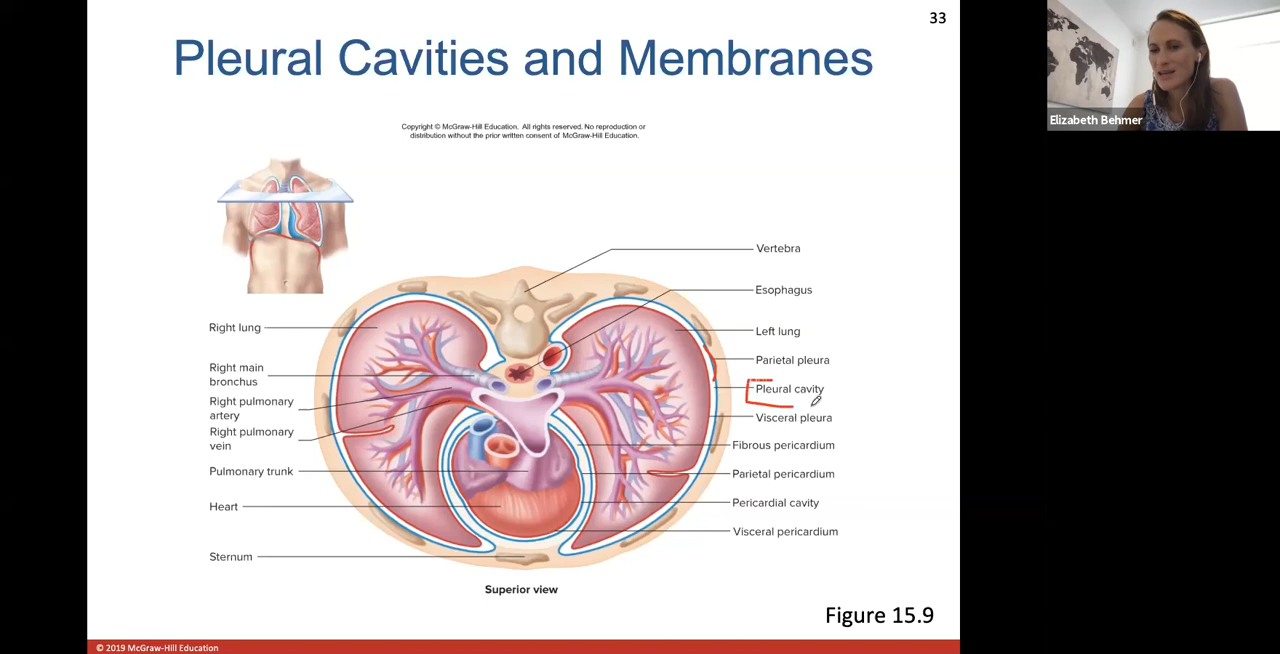 33
Pleural Cavities and Membranes
Elizabeth Behmer
Copyright © McGraw-Hill Education. All rights reserved. No reproduction or
distribution without the prior written consent of McGraw-Hill Education.
Vertebra
Esophagus
Right lung
Left lung
Parietal pleura
Right main
bronchus
Pleural cavity
Right pulmonary
artery
Visceral pleura
Right pulmonary
vein
Fibrous pericardium
Pulmonary trunk
Parietal pericardium
Heart
Pericardial cavity
Visceral pericardium
Sternum
Superior view
Figure 15.9
© 2019 McGraw-Hill Education